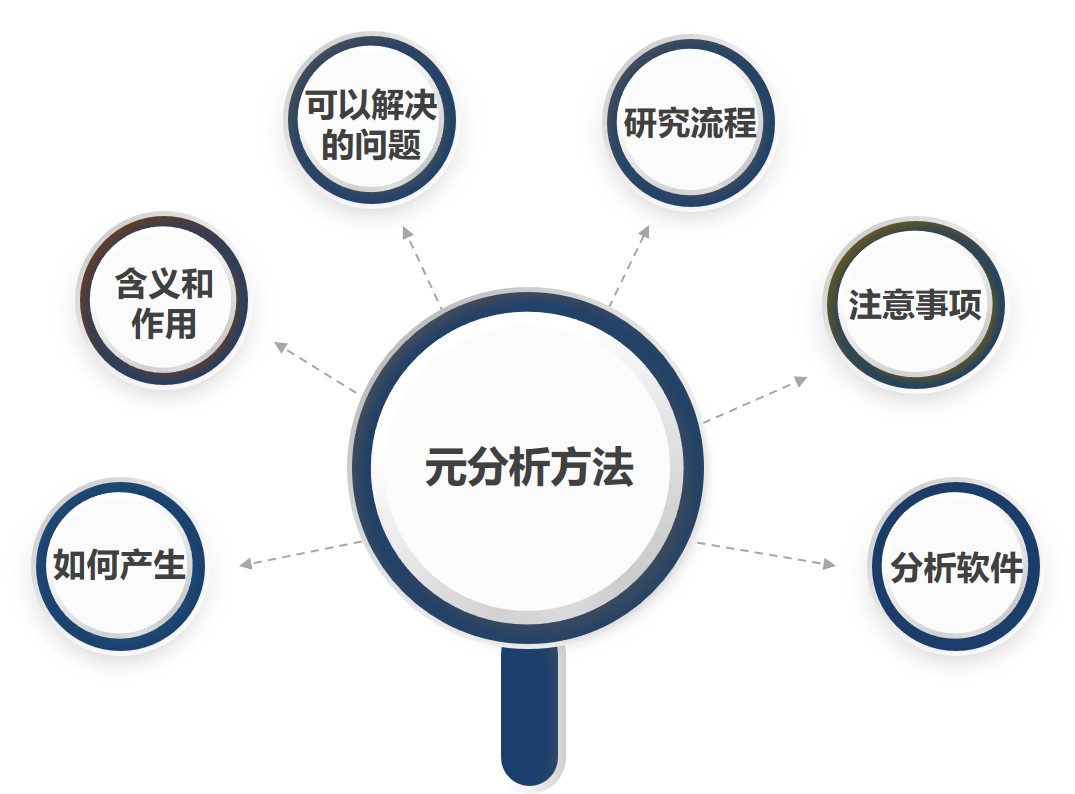 可以解决
的问题
研究流程
含义和
作用
注意事项
元分析方法
如何产生
分析软件